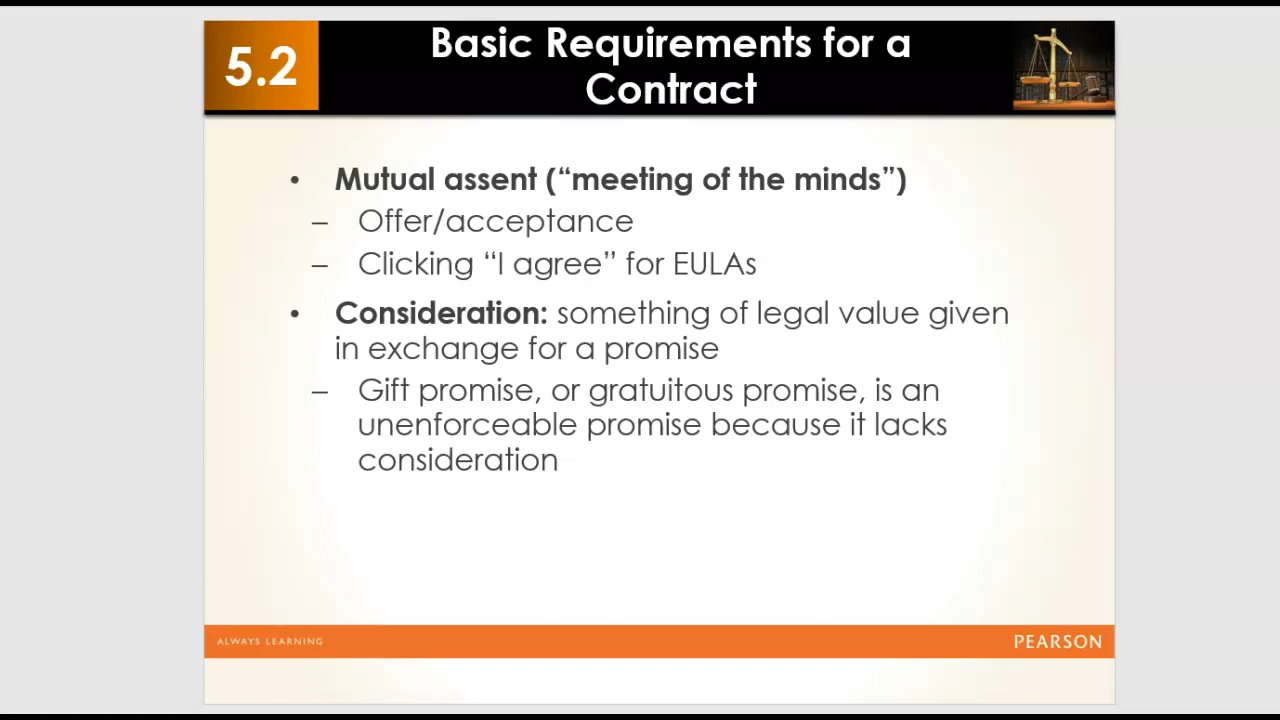 5.2
Basic Requirements for a
Contract
• Mutual assent (“meeting of the minds”)
– Offer/acceptance
– Clicking “I agree” for EULAs
• Consideration: something of legal value given
in exchange for a promise
– Gift promise, or gratuitous promise, is an
unenforceable promise because it lacks
consideration
ALWAYS LEARNING
PEARSON